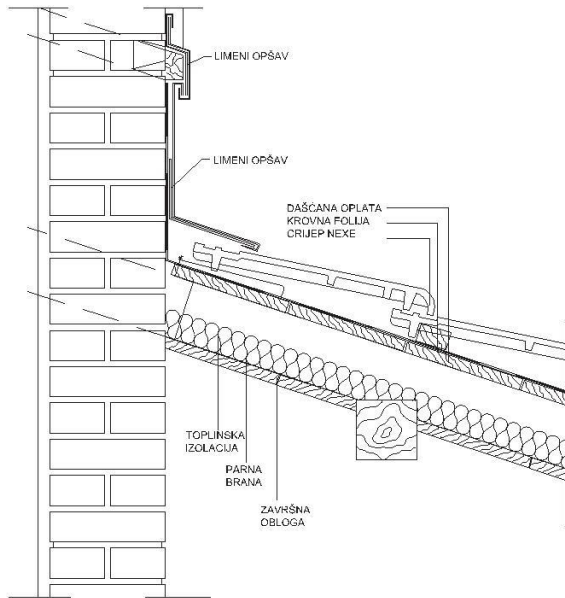 LIMENI OPŠAV
LIMENI OPŠAV
DAŠČANA OPLATA
KROVNA FOLIJA
CRIJEP NEXE
TOPLINSKA
IZOLACIJA
PARNA
BRANA
ZAVRŠNA
OBLOGA